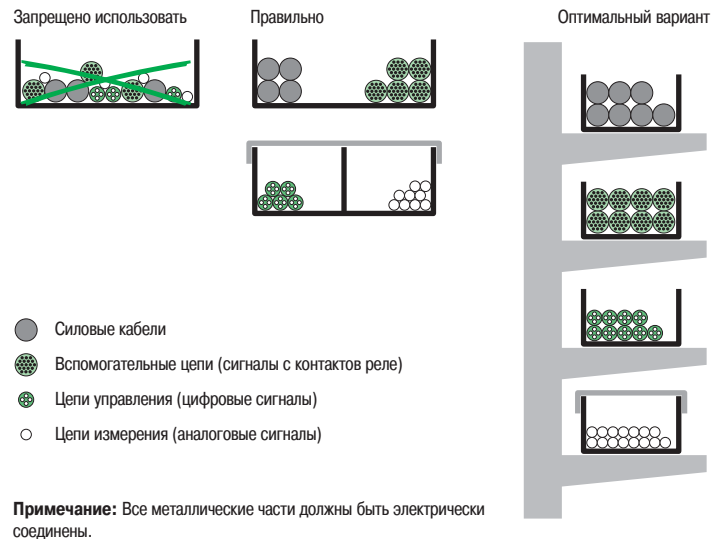 Запрещено использовать
Правильно
Оптимальный вариант
Силовые кабели
Вспомогательные цепи (сигналы с контактов реле)
Цепи управления (цифровые сигналы)
Цепи измерения (аналоговые сигналы)
Примечание: Все металлические части должны быть электрически
соединены.